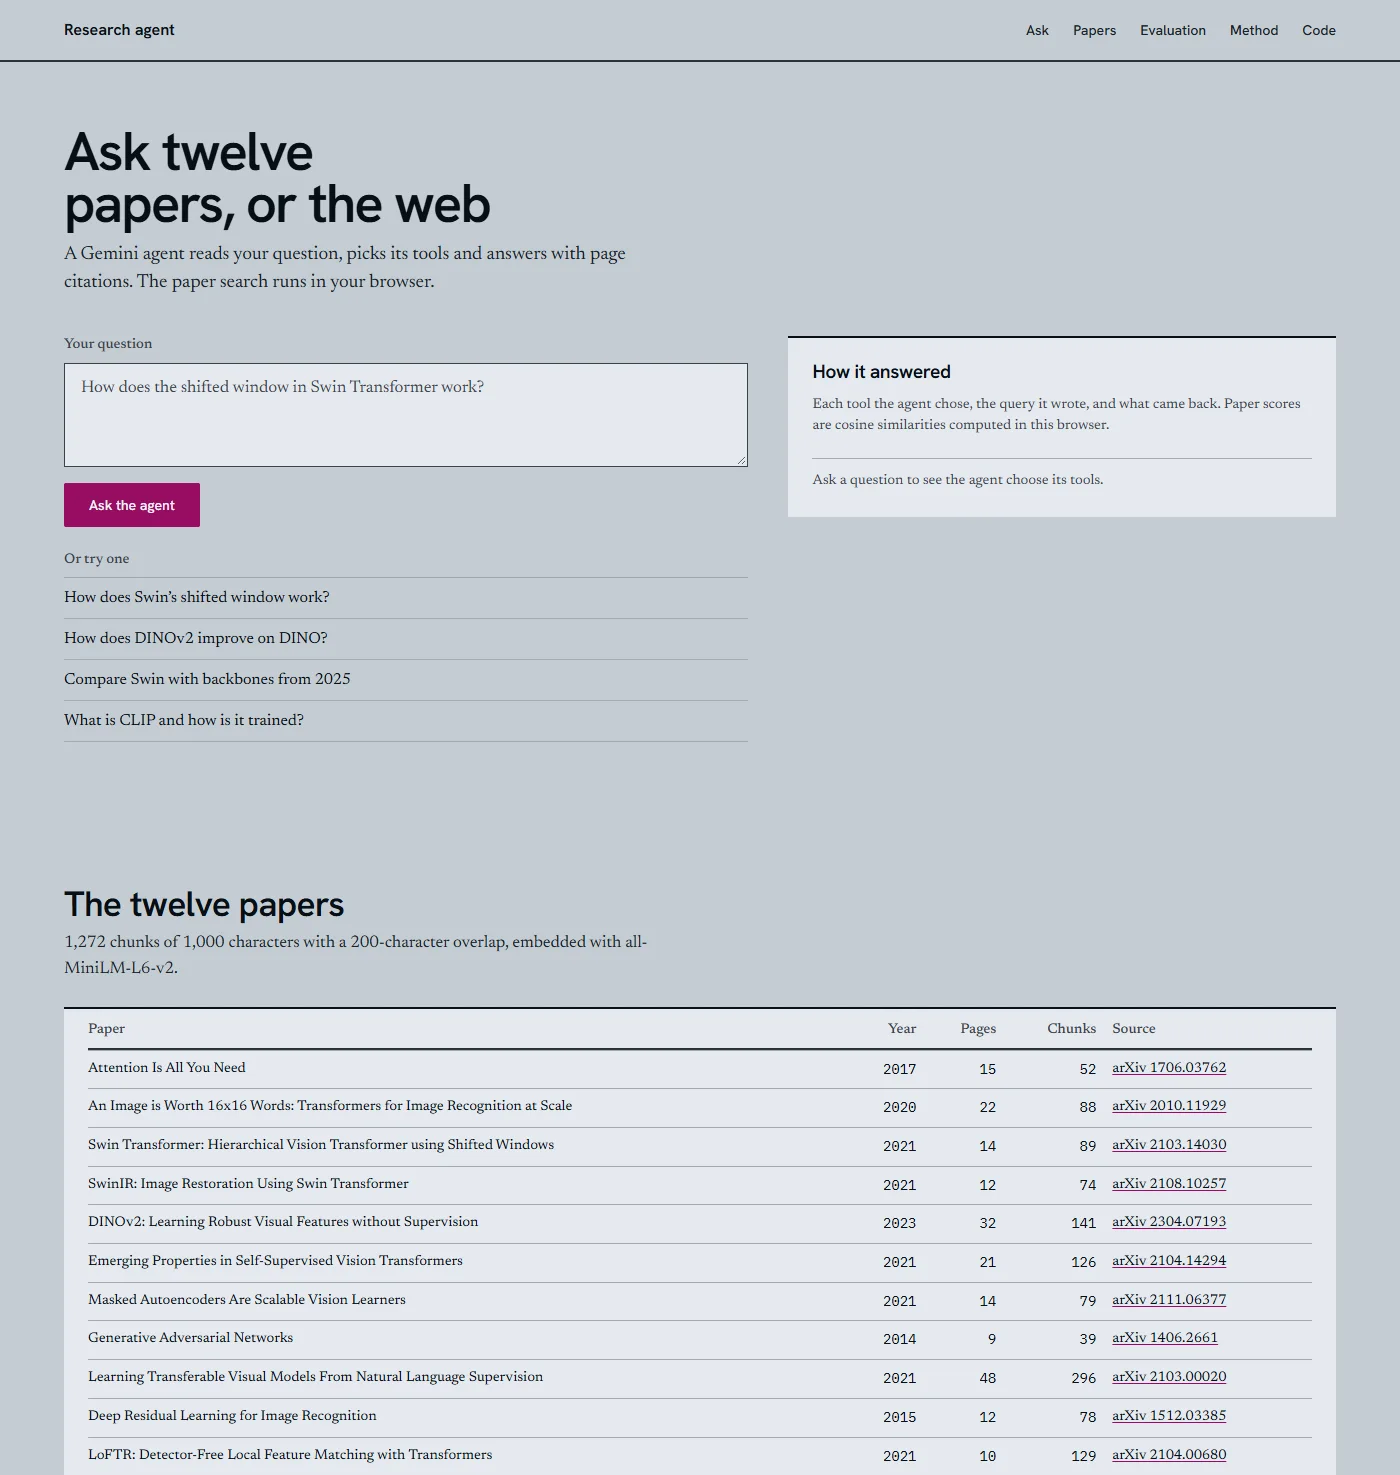 Research agent
Ask Papers Evaluation Method Code
Ask twelve
papers, or the web
A Gemini agent reads your question, picks its tools and answers with page
citations. The paper search runs in your browser.
Your question
How does the shifted window in Swin Transformer work?
Ask the agent
Or try one
How does Swin’s shifted window work?
How does DINOv2 improve on DINO?
Compare Swin with backbones from 2025
What is CLIP and how is it trained?
How it answered
Each tool the agent chose, the query it wrote, and what came back. Paper scores
are cosine similarities computed in this browser.
Ask a question to see the agent choose its tools.
The twelve papers
1,272 chunks of 1,000 characters with a 200-character overlap, embedded with all-
MiniLM-L6-v2.
Paper Year Pages Chunks Source
Attention Is All You Need 2017 15 52 arXiv 1706.03762
An Image is Worth 16x16 Words: Transformers for Image Recognition at Scale 2020 22 88 arXiv 2010.11929
Swin Transformer: Hierarchical Vision Transformer using Shifted Windows 2021 14 89 arXiv 2103.14030
SwinIR: Image Restoration Using Swin Transformer 2021 12 74 arXiv 2108.10257
DINOv2: Learning Robust Visual Features without Supervision 2023 32 141 arXiv 2304.07193
Emerging Properties in Self-Supervised Vision Transformers 2021 21 126 arXiv 2104.14294
Masked Autoencoders Are Scalable Vision Learners 2021 14 79 arXiv 2111.06377
Generative Adversarial Networks 2014 9 39 arXiv 1406.2661
Learning Transferable Visual Models From Natural Language Supervision 2021 48 296 arXiv 2103.00020
Deep Residual Learning for Image Recognition 2015 12 78 arXiv 1512.03385
LoFTR: Detector-Free Local Feature Matching with Transformers 2021 10 129 arXiv 2104.00680